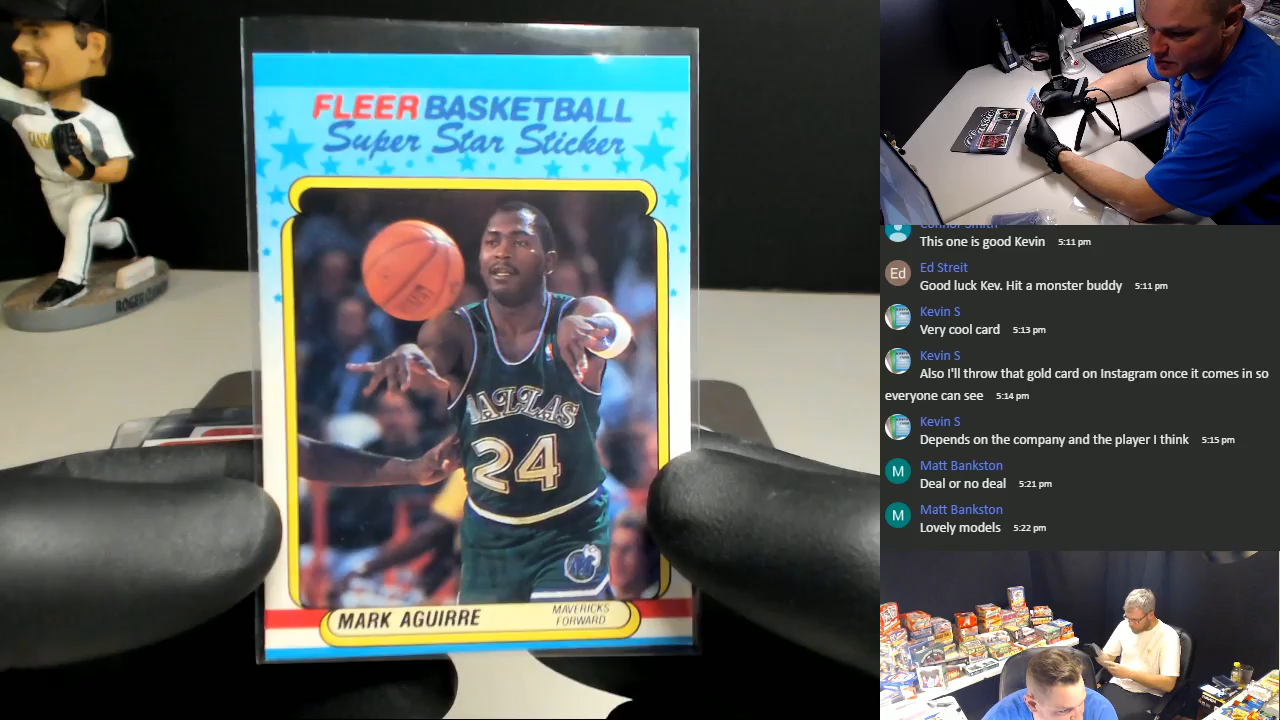 FLEER BASKETBALL
Super Star Sticker
DALLAS
24
MARK AGUIRRE
MAVERICKS
FORWARD
Connor Smith
This one is good Kevin 5:11 pm
Ed
Ed Streit
Good luck Kev. Hit a monster buddy 5:11 pm
Kevin S
Very cool card 5:13 pm
Kevin S
Also I'll throw that gold card on Instagram once it comes in so
everyone can see 5:14 pm
Kevin S
Depends on the company and the player I think 5:15 pm
M
Matt Bankston
Deal or no deal 5:21 pm
M
Matt Bankston
Lovely models 5:22 pm